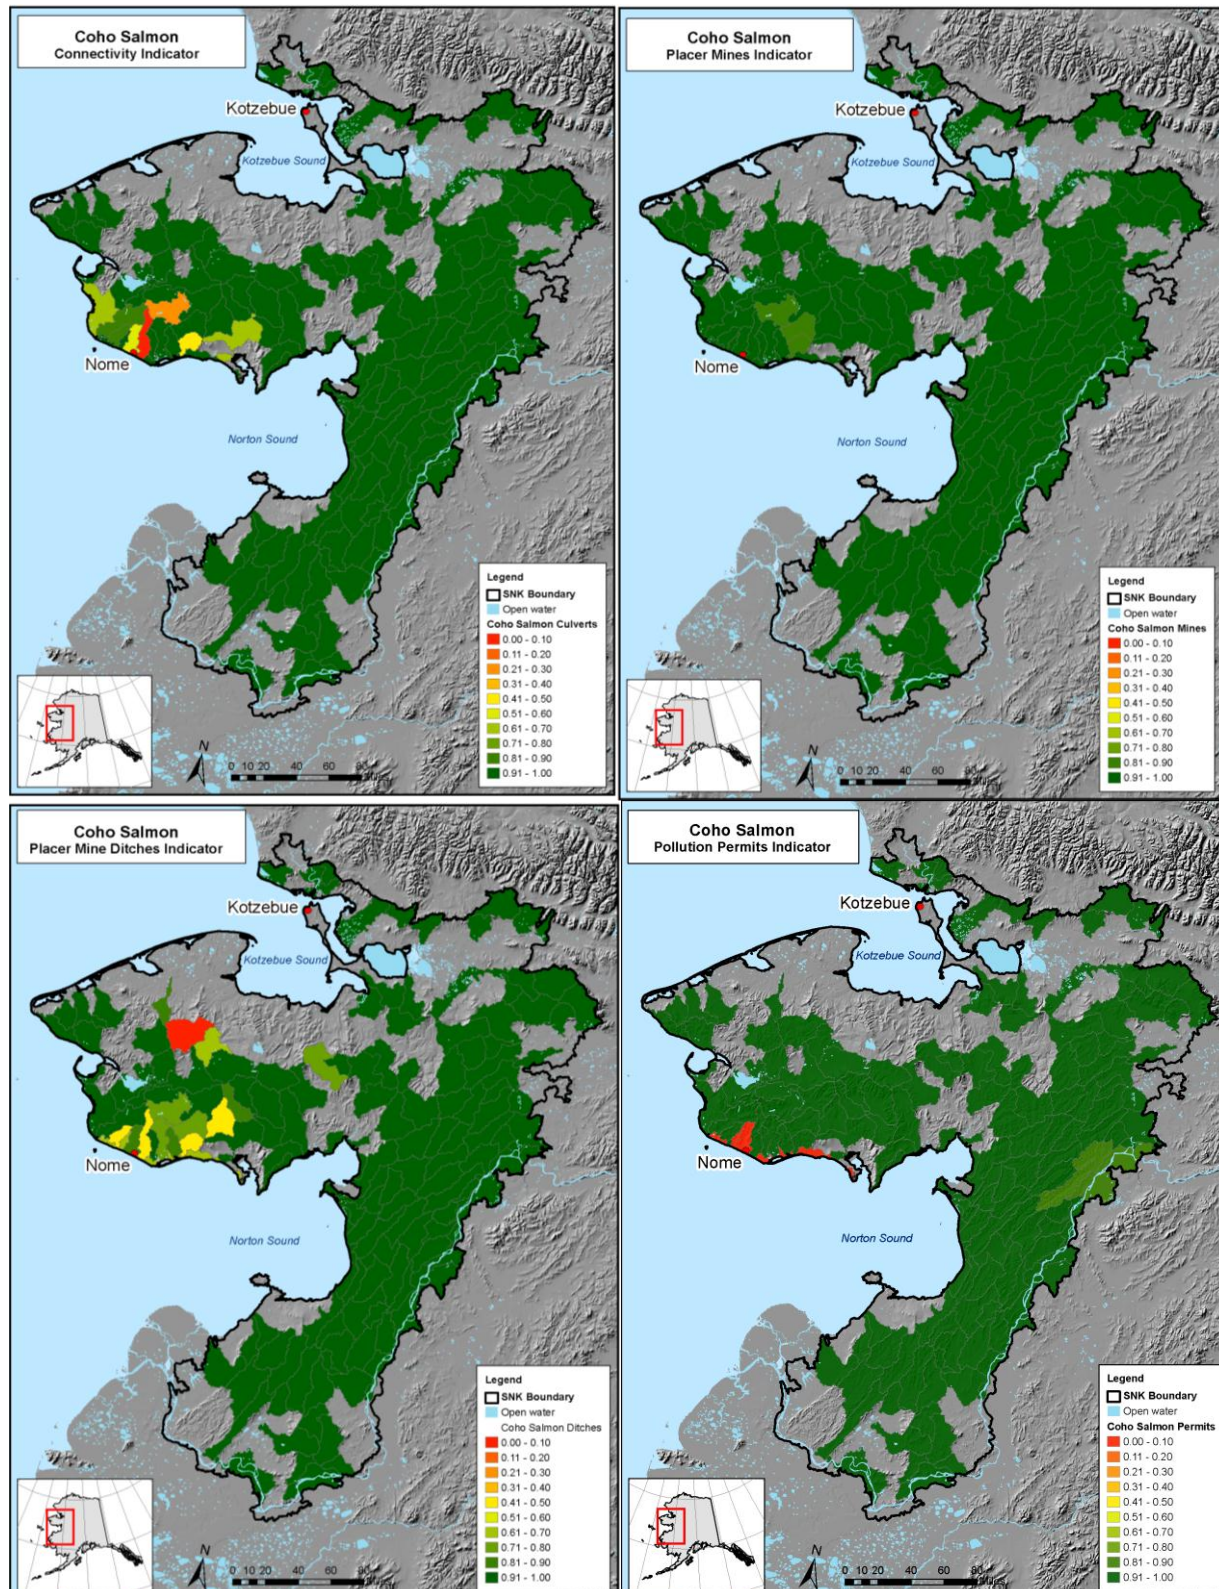 Coho Salmon
Connectivity Indicator
Kotzebue
Kotzebue Sound
Nome
Norton Sound
Legend
SNK Boundary
Open water
Coho Salmon Culverts
0.00 - 0.10
0.11 - 0.20
0.21 - 0.30
0.31 - 0.40
0.41 - 0.50
0.51 - 0.60
0.61 - 0.70
0.71 - 0.80
0.81 - 0.90
0.91 - 1.00
N
0 10 20 40 60 80
Coho Salmon
Placer Mines Indicator
Kotzebue
Kotzebue Sound
Nome
Norton Sound
Legend
SNK Boundary
Open water
Coho Salmon Mines
0.00 - 0.10
0.11 - 0.20
0.21 - 0.30
0.31 - 0.40
0.41 - 0.50
0.51 - 0.60
0.61 - 0.70
0.71 - 0.80
0.81 - 0.90
0.91 - 1.00
N
0 10 20 40 60 80
Coho Salmon
Placer Mine Ditches Indicator
Kotzebue
Kotzebue Sound
Nome
Norton Sound
Legend
SNK Boundary
Open water
Coho Salmon Ditches
0.00 - 0.10
0.11 - 0.20
0.21 - 0.30
0.31 - 0.40
0.41 - 0.50
0.51 - 0.60
0.61 - 0.70
0.71 - 0.80
0.81 - 0.90
0.91 - 1.00
N
0 10 20 40 60 80
Coho Salmon
Pollution Permits Indicator
Kotzebue
Kotzebue Sound
Nome
Norton Sound
Legend
SNK Boundary
Open water
Coho Salmon Permits
0.00 - 0.10
0.11 - 0.20
0.21 - 0.30
0.31 - 0.40
0.41 - 0.50
0.51 - 0.60
0.61 - 0.70
0.71 - 0.80
0.81 - 0.90
0.91 - 1.00
N
0 10 20 40 60 80